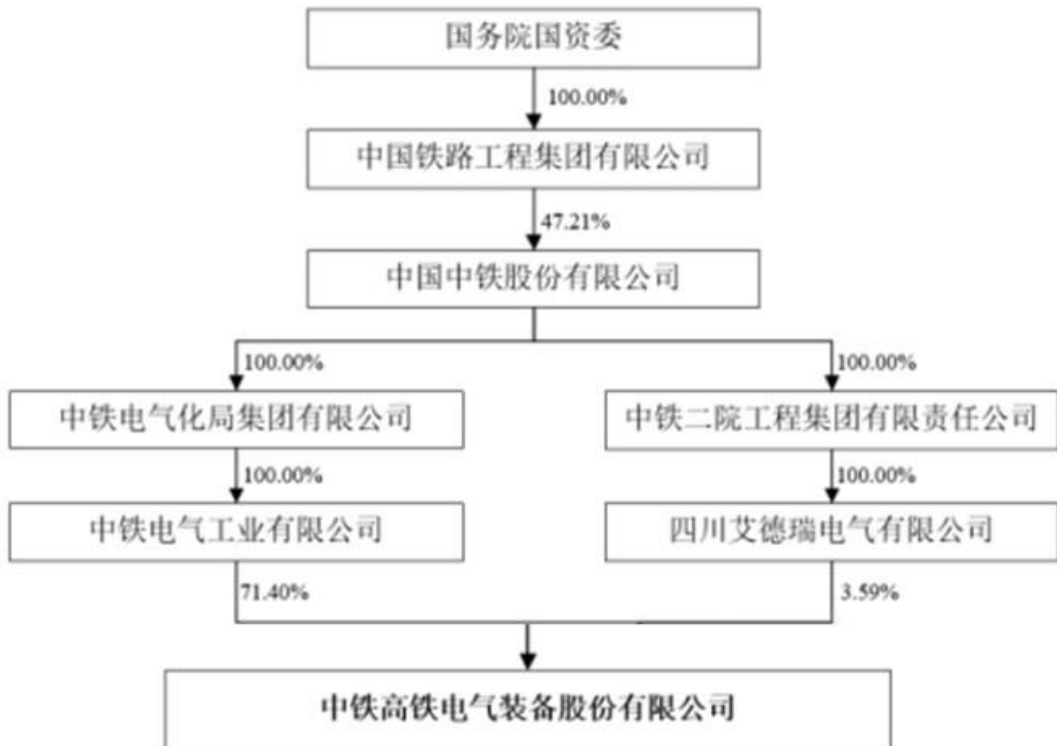 国务院国资委
100.00%
中国铁路工程集团有限公司
47.21%
中国中铁股份有限公司
100.00%
100.00%
中铁电气化局集团有限公司
中铁二院工程集团有限责任公司
100.00%
100.00%
中铁电气工业有限公司
四川艾德瑞电气有限公司
71.40%
3.59%
中铁高铁电气装备股份有限公司